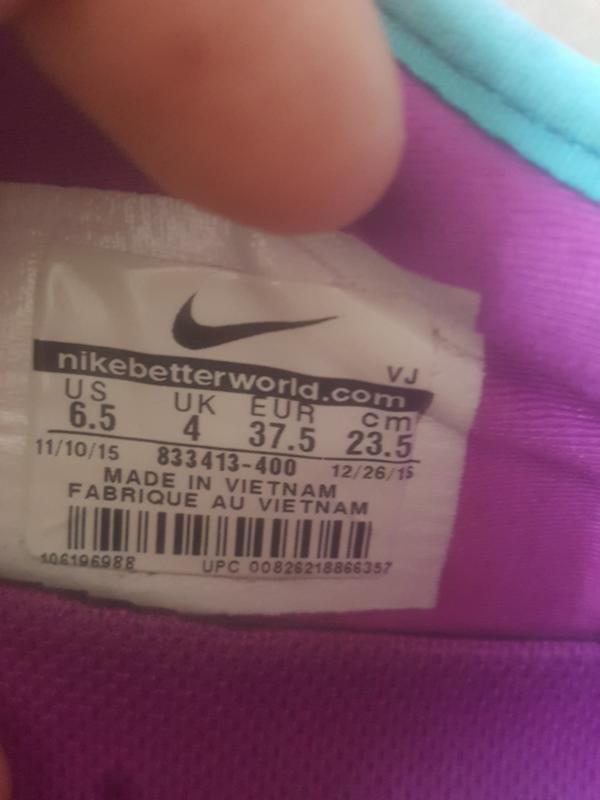 VJ
nikebetterworld.com
US UK EUR cm
6.5 4 37.5 23.5
11/10/15 833413-400 12/26/15
MADE IN VIETNAM
FABRIQUE AU VIETNAM
106196988 UPC 00826218866357